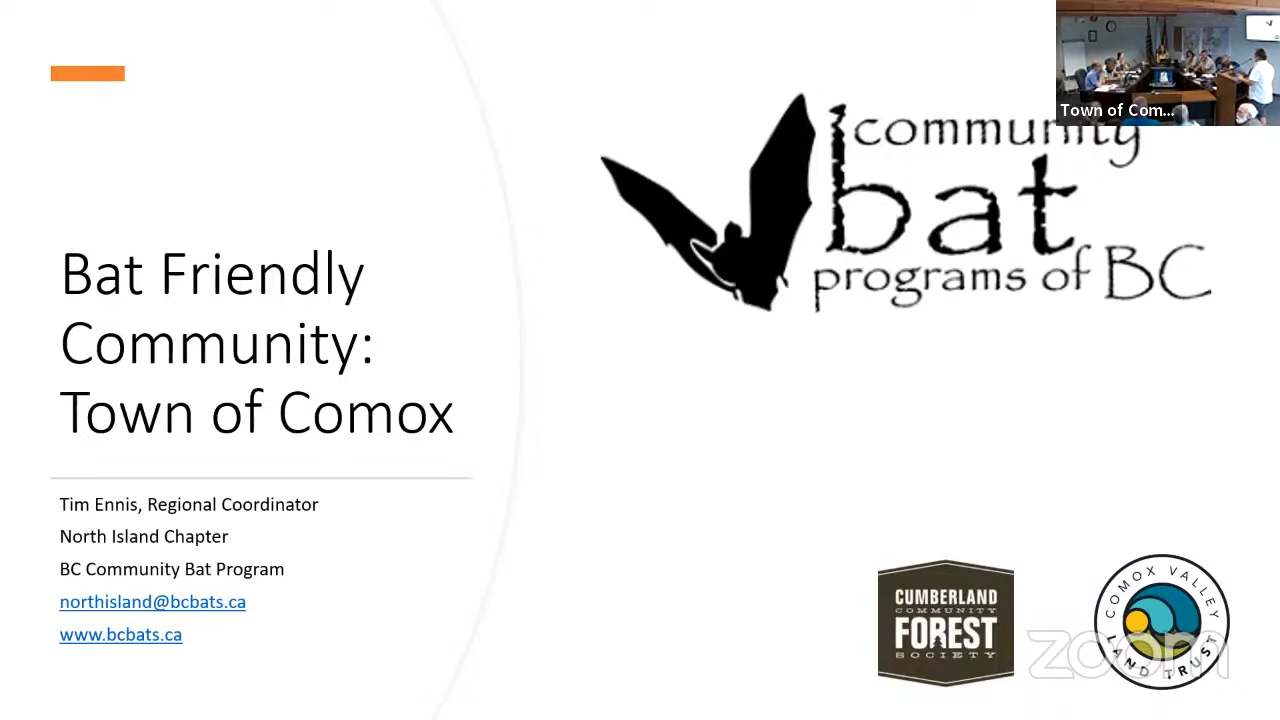 Town of Com...
community
bat
programs of BC
Bat Friendly
Community:
Town of Comox
Tim Ennis, Regional Coordinator
North Island Chapter
BC Community Bat Program
northisland@bcbats.ca
www.bcbats.ca
CUMBERLAND
COMMUNITY
FOREST
SOCIETY
COMOX VALLEY
LAND TRUST
zoom